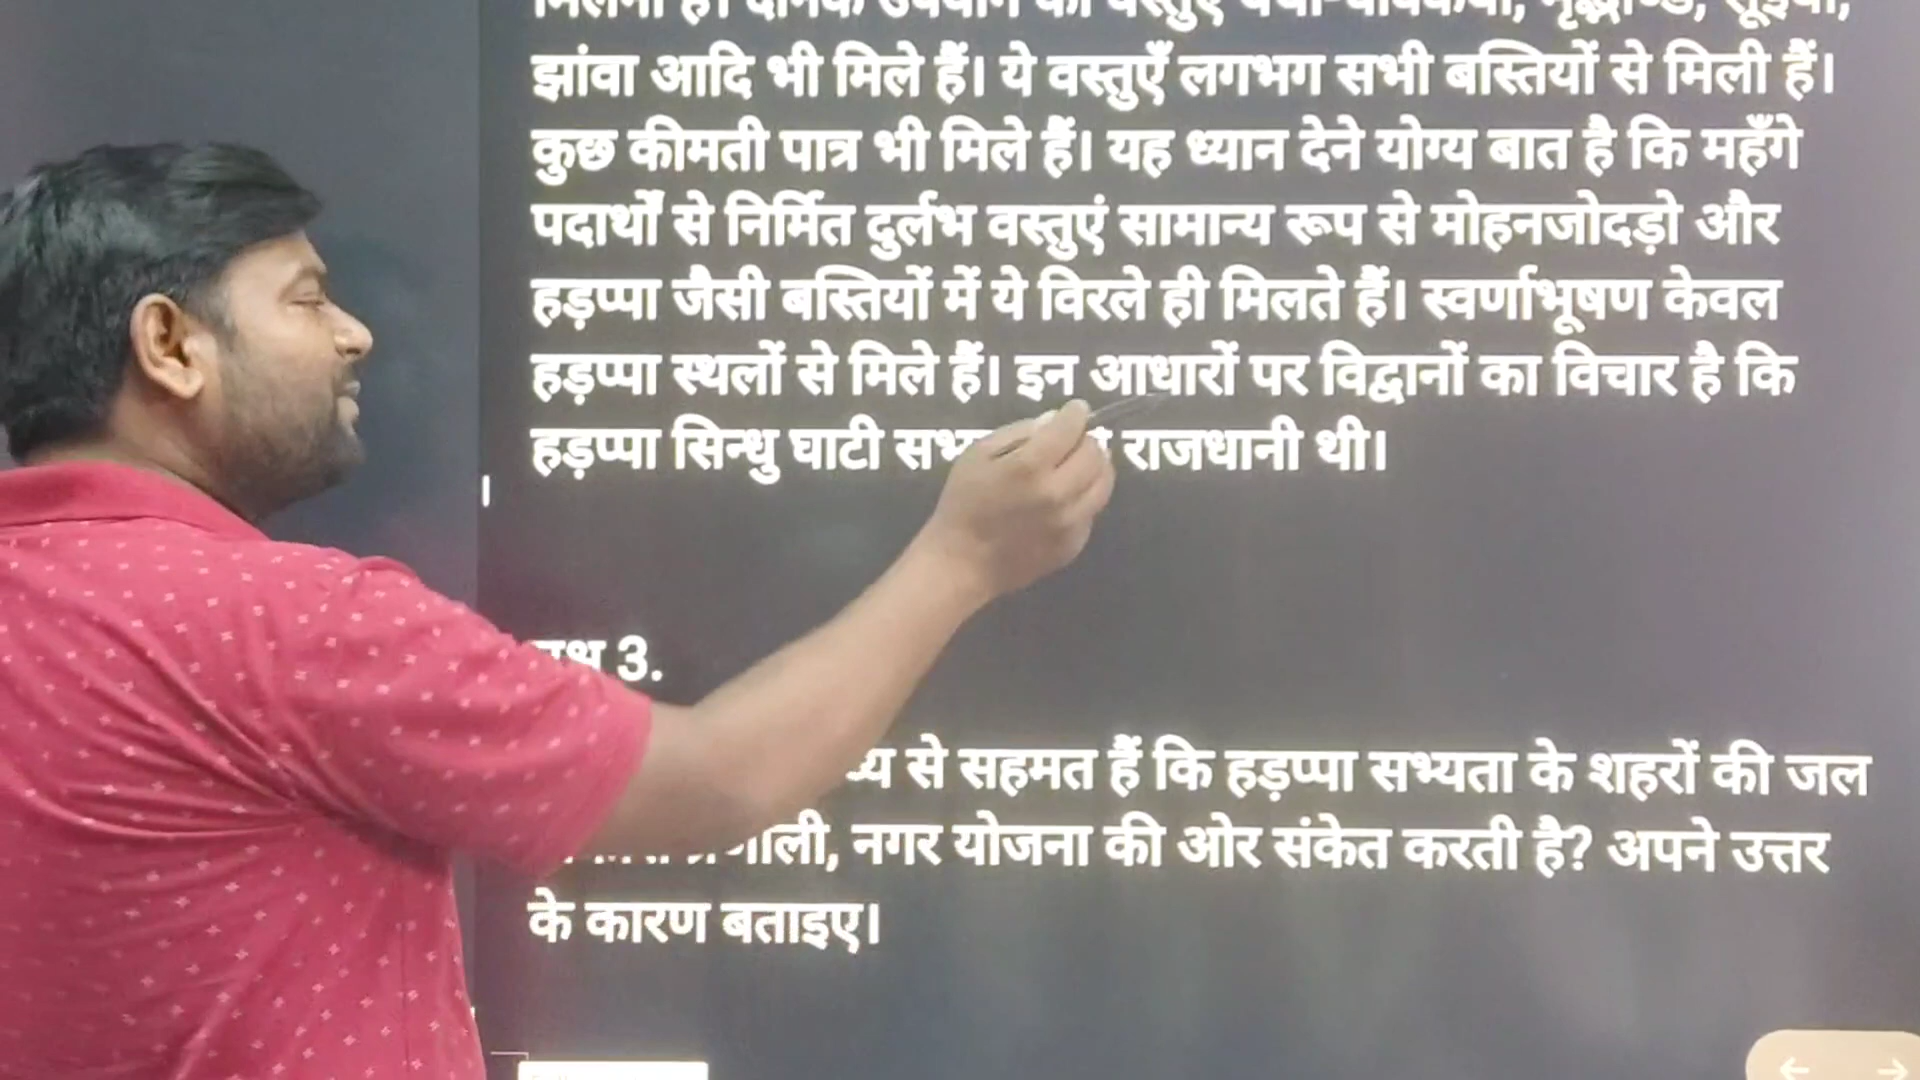 झांवा आदि भी मिले हैं। ये वस्तुएँ लगभग सभी बस्तियों से मिली हैं।
कुछ कीमती पात्र भी मिले हैं। यह ध्यान देने योग्य बात है कि महँगे
पदार्थों से निर्मित दुर्लभ वस्तुएं सामान्य रूप से मोहनजोदड़ो और
हड़प्पा जैसी बस्तियों में ये विरले ही मिलते हैं। स्वर्णाभूषण केवल
हड़प्पा स्थलों से मिले हैं। इन आधारों पर विद्वानों का विचार है कि
हड़प्पा सिन्धु घाटी राजधानी थी।
3.
से सहमत हैं कि हड़प्पा सभ्यता के शहरों की जल
नगर योजना की ओर संकेत करती है? अपने उत्तर
के कारण बताइए।